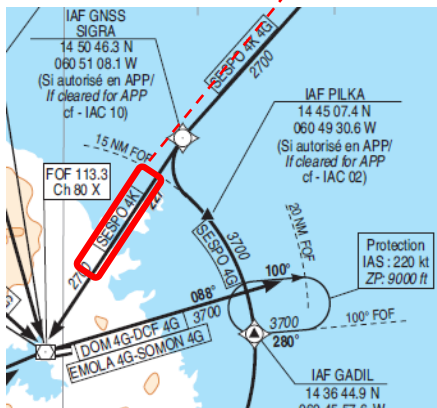 IAF GNSS
SIGRA
14 50 46.3 N
060 51 08.1 W
(Si autorisé en APP/
If cleared for APP
cf - IAC 10)
SESPO 4K 4G
2700
IAF PILKA
14 45 07.4 N
060 49 30.6 W
(Si autorisé en APP/
If cleared for APP
cf - IAC 02)
15 NM FOF
FOF 113.3
Ch 80 X
SESPO 4K
3700
SESPO 4G
20 NM FOF
Protection
IAS : 220 kt
ZP: 9000 ft
088°
100°
3700
100° FOF
DOM 4G-DCF 4G
3700
280°
EMOLA 4G-SOMON 4G
IAF GADIL
14 36 44.9 N